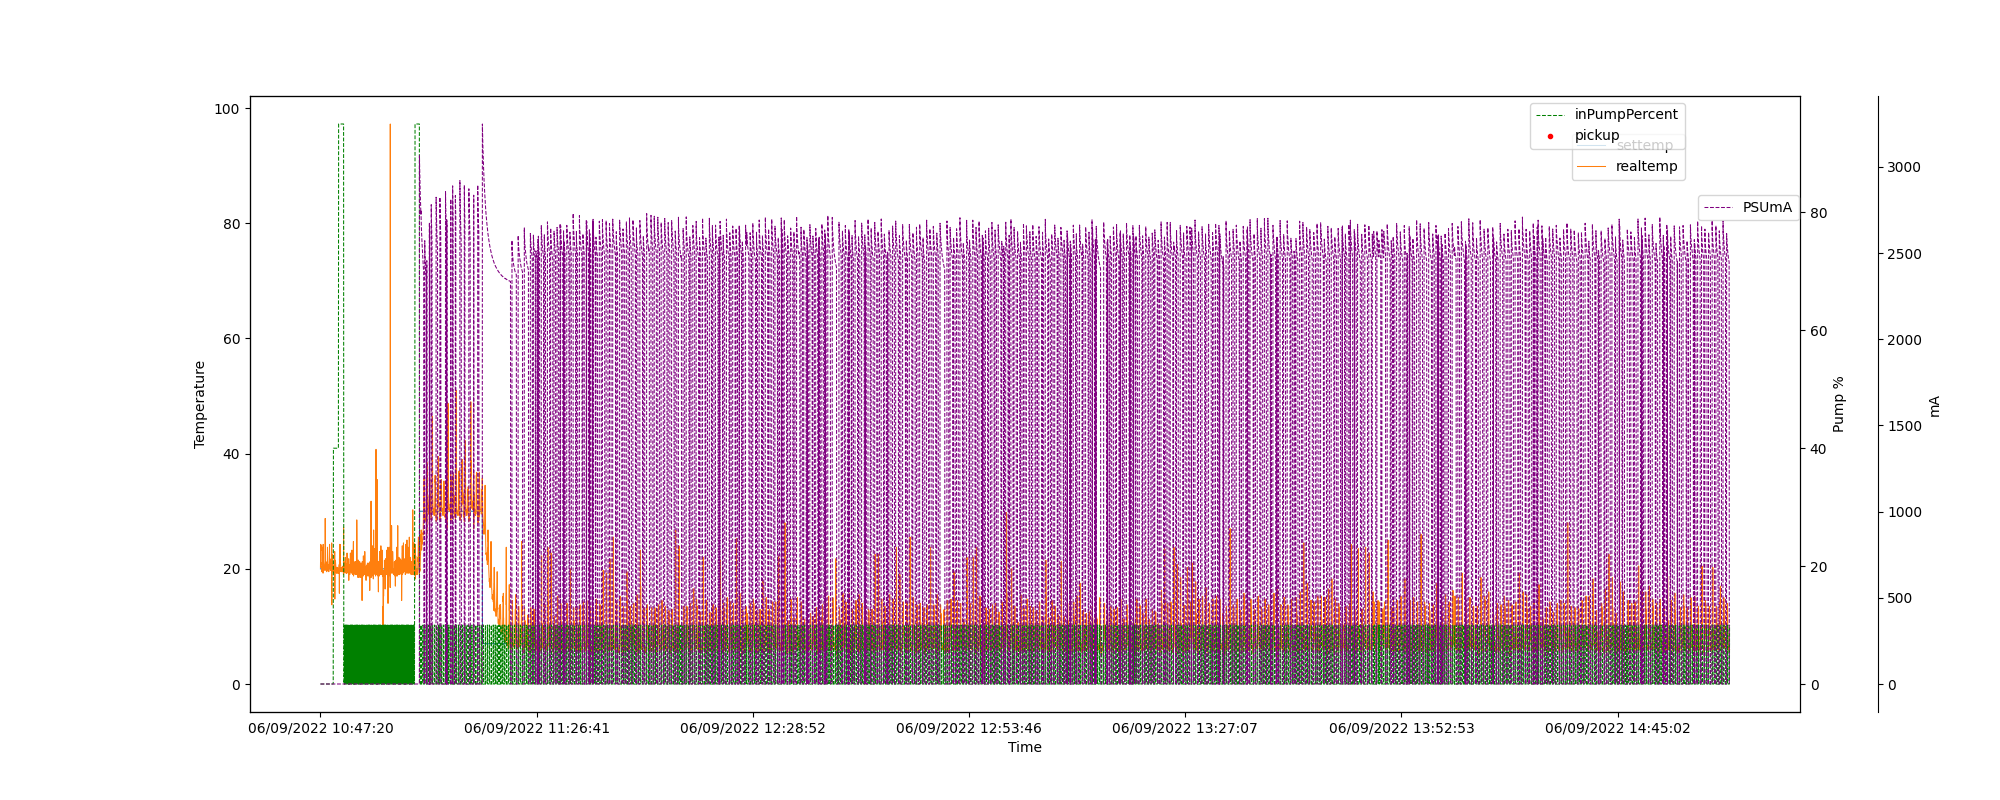 inPumpPercent
pickup
settemp
realtemp
PSUmA
100
80
60
40
20
0
Temperature
80
60
40
20
0
Pump %
3000
2500
2000
1500
1000
500
0
mA
06/09/2022 10:47:20
06/09/2022 11:26:41
06/09/2022 12:28:52
06/09/2022 12:53:46
06/09/2022 13:27:07
06/09/2022 13:52:53
06/09/2022 14:45:02
Time